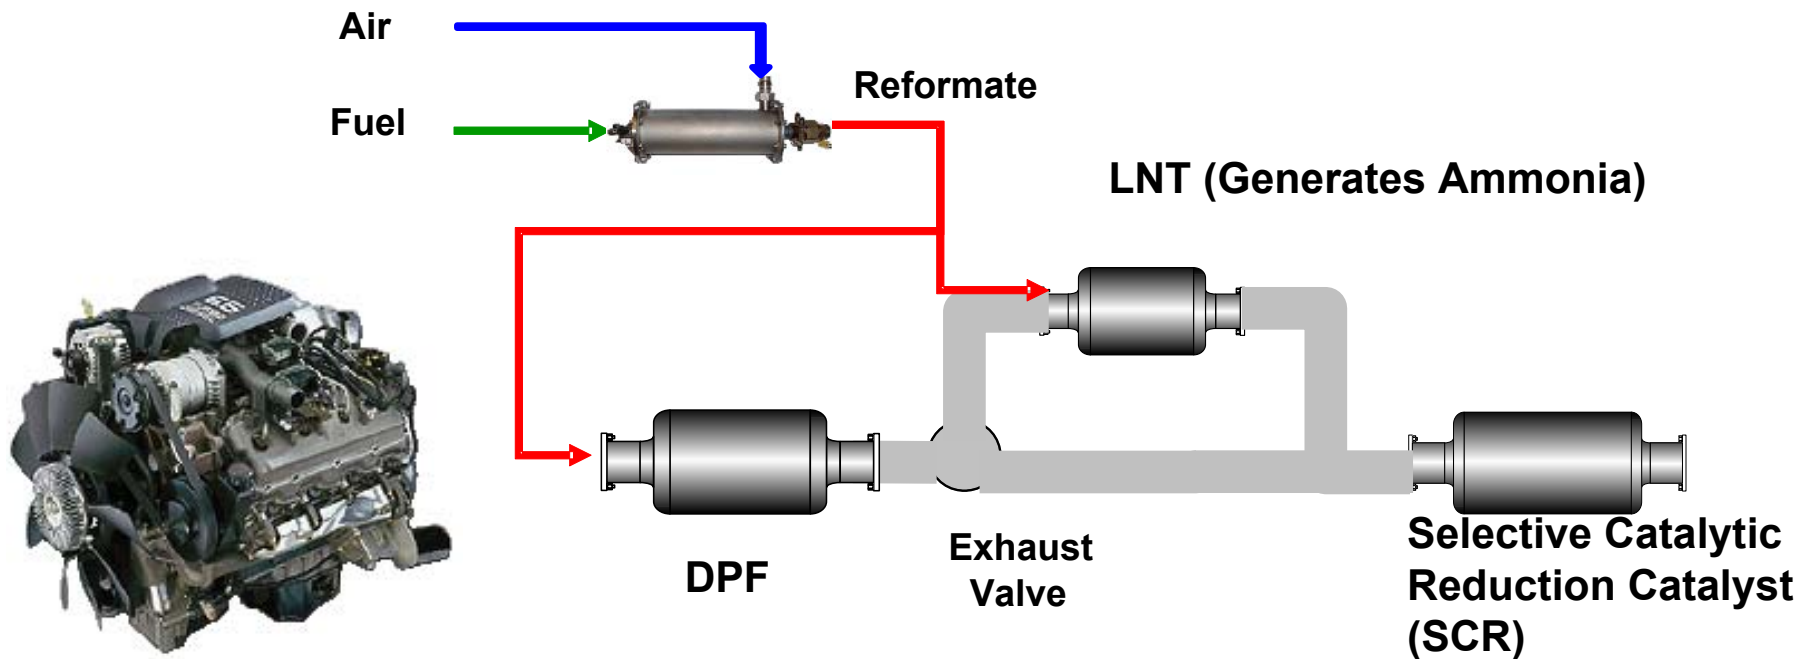 Air
Reformate
Fuel
LNT (Generates Ammonia)
Exhaust
Valve
DPF
Selective Catalytic
Reduction Catalyst
(SCR)